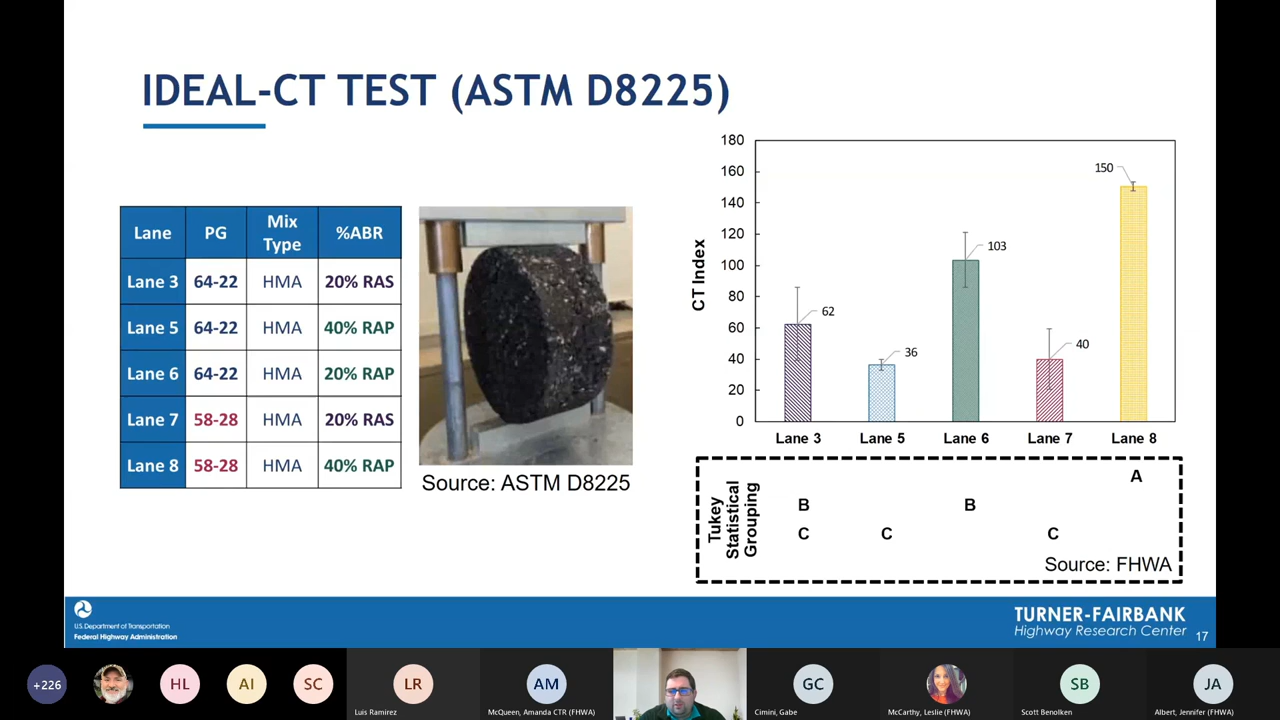 IDEAL-CT TEST (ASTM D8225)
Lane PG Mix Type %ABR
Lane 3 64-22 HMA 20% RAS
Lane 5 64-22 HMA 40% RAP
Lane 6 64-22 HMA 20% RAP
Lane 7 58-28 HMA 20% RAS
Lane 8 58-28 HMA 40% RAP
Source: ASTM D8225
CT Index
180
160
140
120
100
80
60
40
20
0
62
36
103
40
150
Lane 3 Lane 5 Lane 6 Lane 7 Lane 8
Tukey
Statistical
Grouping
A
B B
C C C
Source: FHWA
U.S. Department of Transportation
Federal Highway Administration
TURNER-FAIRBANK
Highway Research Center
17
+226 HL AI SC LR AM GC SB JA
Luis Ramirez McQueen, Amanda CTR (FHWA) Cimini, Gabe McCarthy, Leslie (FHWA) Scott Benolken Albert, Jennifer (FHWA)